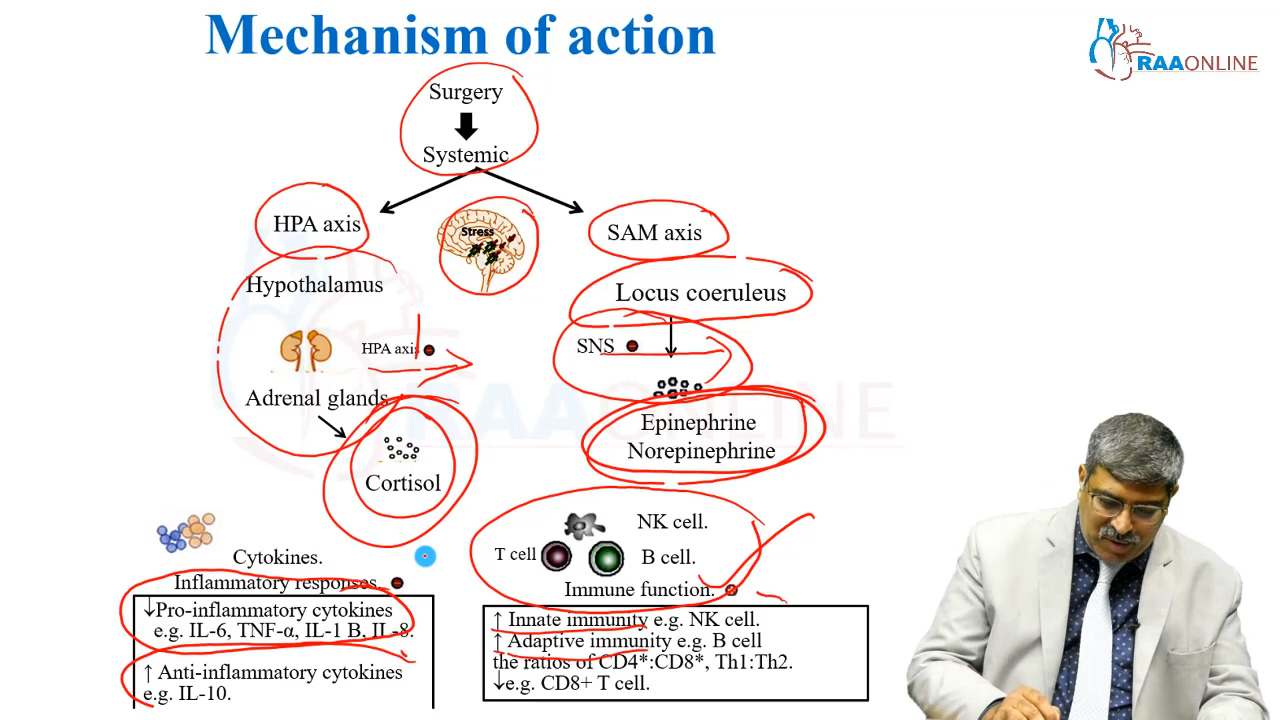 Mechanism of action
RAAONLINE
Surgery
Systemic
HPA axis
Stress
SAM axis
Hypothalamus
Locus coeruleus
HPA axis
SNS
Adrenal glands
Epinephrine
Norepinephrine
Cortisol
RAAONLINE
NK cell.
T cell
B cell.
Cytokines.
Inflammatory responses.
Immune function.
↓Pro-inflammatory cytokines
e.g. IL-6, TNF-α, IL-1 B, IL-8.
↑ Anti-inflammatory cytokines
e.g. IL-10.
↑ Innate immunity e.g. NK cell.
↑ Adaptive immunity e.g. B cell
the ratios of CD4*:CD8*, Th1:Th2.
↓e.g. CD8+ T cell.